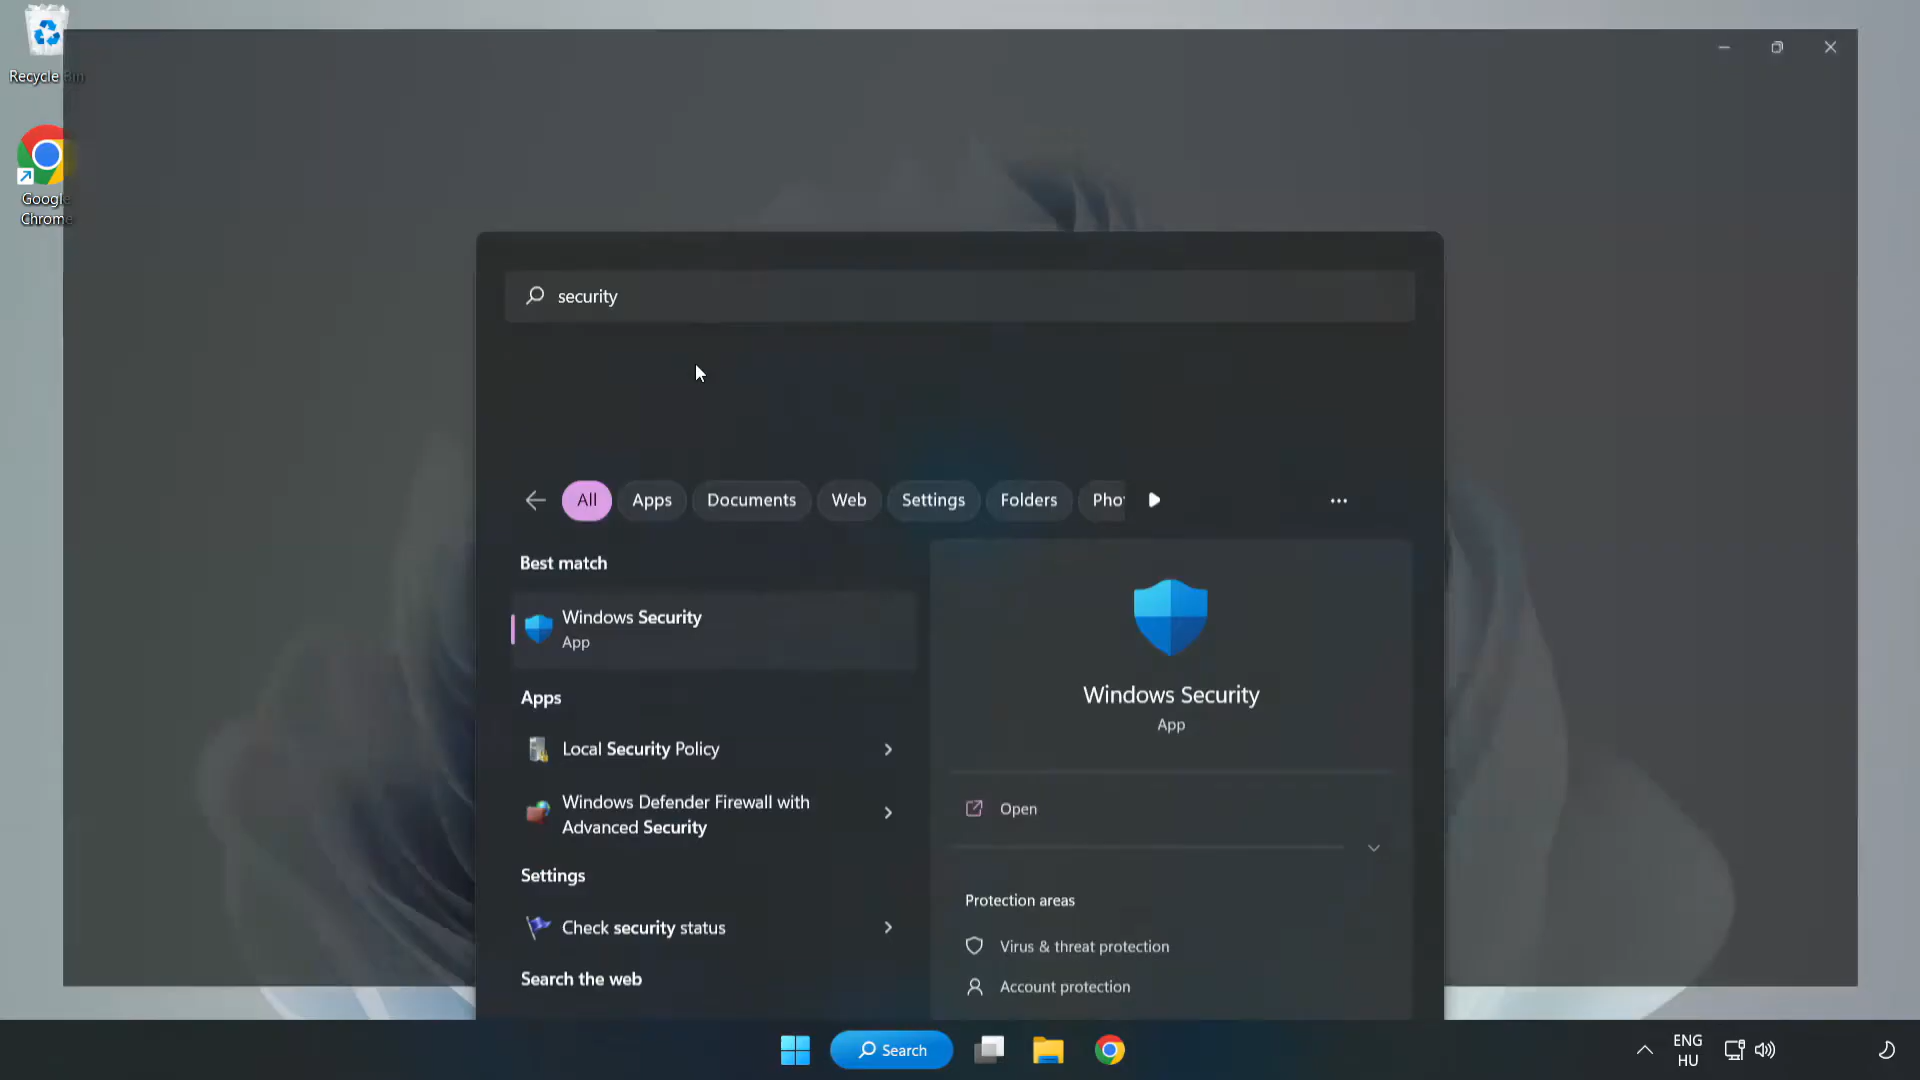 Recycle Bin
Google
Chrome
security
All
Apps
Documents
Web
Settings
Folders
Pho
Best match
Windows Security
App
Apps
Local Security Policy
Windows Defender Firewall with
Advanced Security
Settings
Check security status
Search the web
Windows Security
App
Open
Protection areas
Virus & threat protection
Account protection
Search
ENG
HU